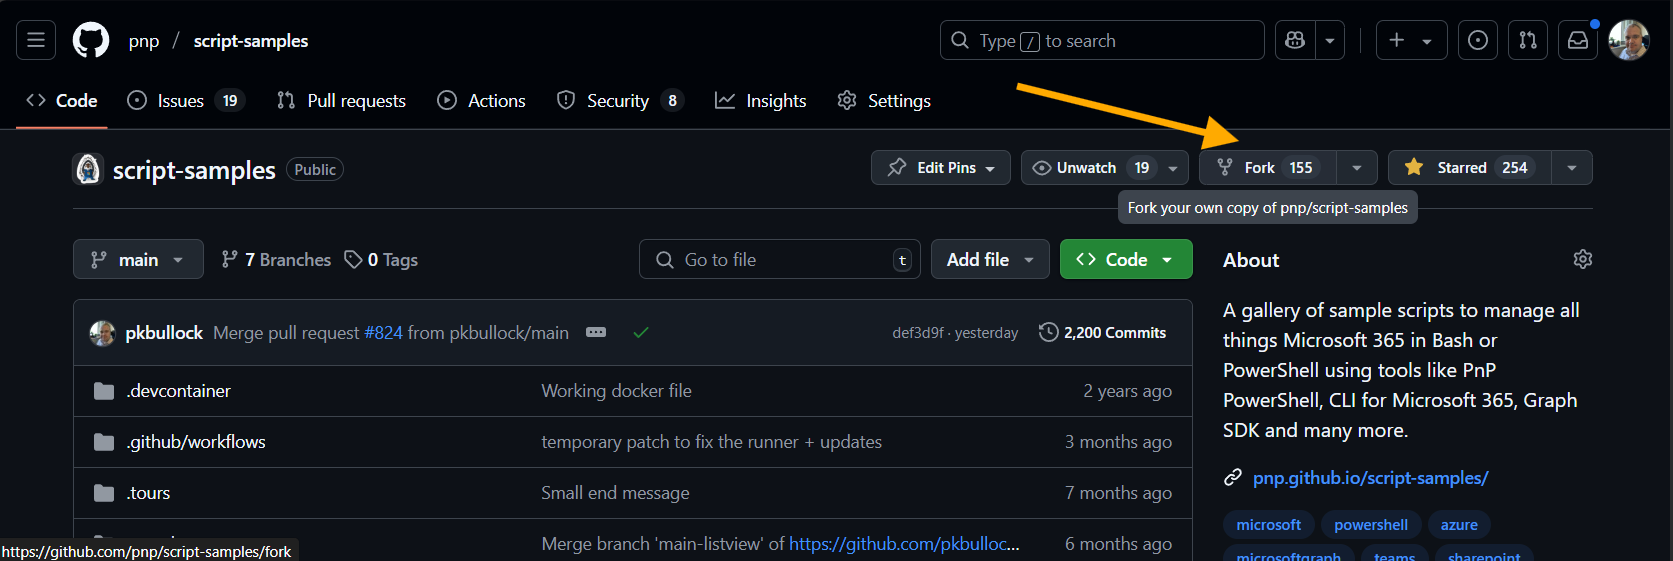 pnp / script-samples
Type / to search
Code Issues 19 Pull requests Actions Security 8 Insights Settings
script-samples Public
Edit Pins Unwatch 19 Fork 155 Starred 254
Fork your own copy of pnp/script-samples
main 7 Branches 0 Tags Go to file t Add file Code
pkbullock Merge pull request #824 from pkbullock/main def3d9f · yesterday 2,200 Commits
.devcontainer Working docker file 2 years ago
.github/workflows temporary patch to fix the runner + updates 3 months ago
.tours Small end message 7 months ago
Merge branch 'main-listview' of https://github.com/pkbulloc... 6 months ago
About
A gallery of sample scripts to manage all
things Microsoft 365 in Bash or
PowerShell using tools like PnP
PowerShell, CLI for Microsoft 365, Graph
SDK and many more.
pnp.github.io/script-samples/
microsoft powershell azure
microsoftgraph teams sharepoint
https://github.com/pnp/script-samples/fork